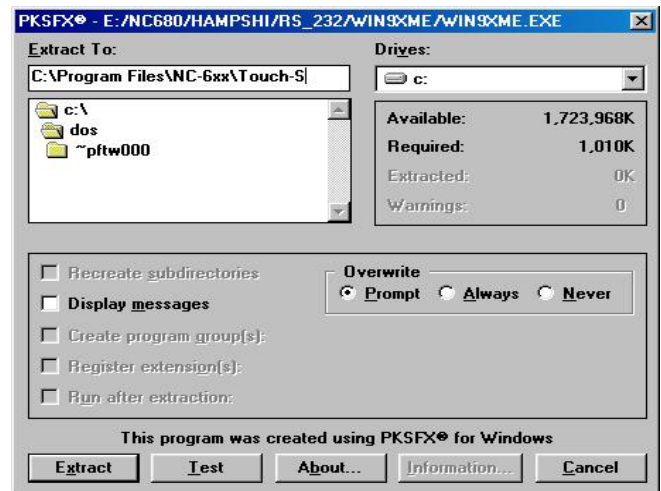 PKSFX® - E:/NC680/HAMPSHI/RS_232/WIN9XME/WIN9XME.EXE
Extract To:
C:\Program Files\NC-6xx\Touch-S
c:\
dos
~pftw000
Drives:
c:
Available: 1,723,968K
Required: 1,010K
Extracted: 0K
Warnings: 0
Recreate subdirectories
Display messages
Create program group(s):
Register extension(s):
Run after extraction:
Overwrite
Prompt Always Never
This program was created using PKSFX® for Windows
Extract Test About... Information... Cancel